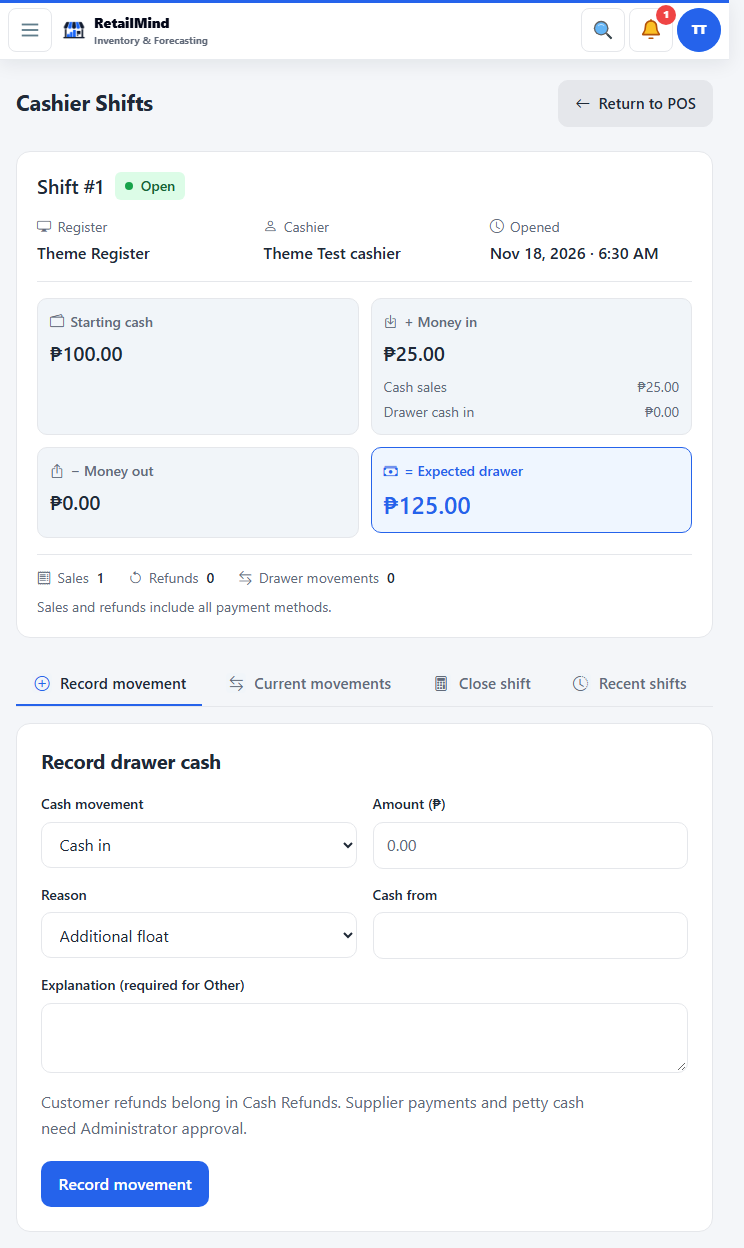 RetailMind
Inventory & Forecasting
1
TT
Cashier Shifts
← Return to POS
Shift #1
Open
Register
Cashier
Opened
Theme Register
Theme Test cashier
Nov 18, 2026 · 6:30 AM
Starting cash
₱100.00
+ Money in
₱25.00
Cash sales ₱25.00
Drawer cash in ₱0.00
− Money out
₱0.00
= Expected drawer
₱125.00
Sales 1
Refunds 0
Drawer movements 0
Sales and refunds include all payment methods.
Record movement
Current movements
Close shift
Recent shifts
Record drawer cash
Cash movement
Amount (₱)
Cash in
0.00
Reason
Cash from
Additional float
Explanation (required for Other)
Customer refunds belong in Cash Refunds. Supplier payments and petty cash
need Administrator approval.
Record movement